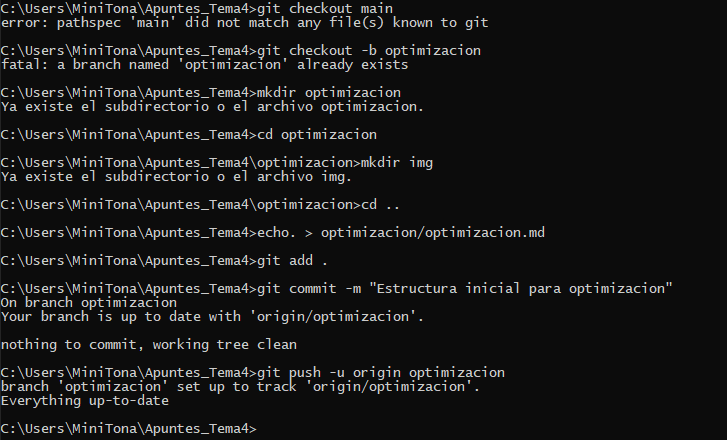 C:\Users\MiniTona\Apuntes_Tema4>git checkout main
error: pathspec 'main' did not match any file(s) known to git
C:\Users\MiniTona\Apuntes_Tema4>git checkout -b optimizacion
fatal: a branch named 'optimizacion' already exists
C:\Users\MiniTona\Apuntes_Tema4>mkdir optimizacion
Ya existe el subdirectorio o el archivo optimizacion.
C:\Users\MiniTona\Apuntes_Tema4>cd optimizacion
C:\Users\MiniTona\Apuntes_Tema4\optimizacion>mkdir img
Ya existe el subdirectorio o el archivo img.
C:\Users\MiniTona\Apuntes_Tema4\optimizacion>cd ..
C:\Users\MiniTona\Apuntes_Tema4>echo. > optimizacion/optimizacion.md
C:\Users\MiniTona\Apuntes_Tema4>git add .
C:\Users\MiniTona\Apuntes_Tema4>git commit -m "Estructura inicial para optimizacion"
On branch optimizacion
Your branch is up to date with 'origin/optimizacion'.
nothing to commit, working tree clean
C:\Users\MiniTona\Apuntes_Tema4>git push -u origin optimizacion
branch 'optimizacion' set up to track 'origin/optimizacion'.
Everything up-to-date
C:\Users\MiniTona\Apuntes_Tema4>